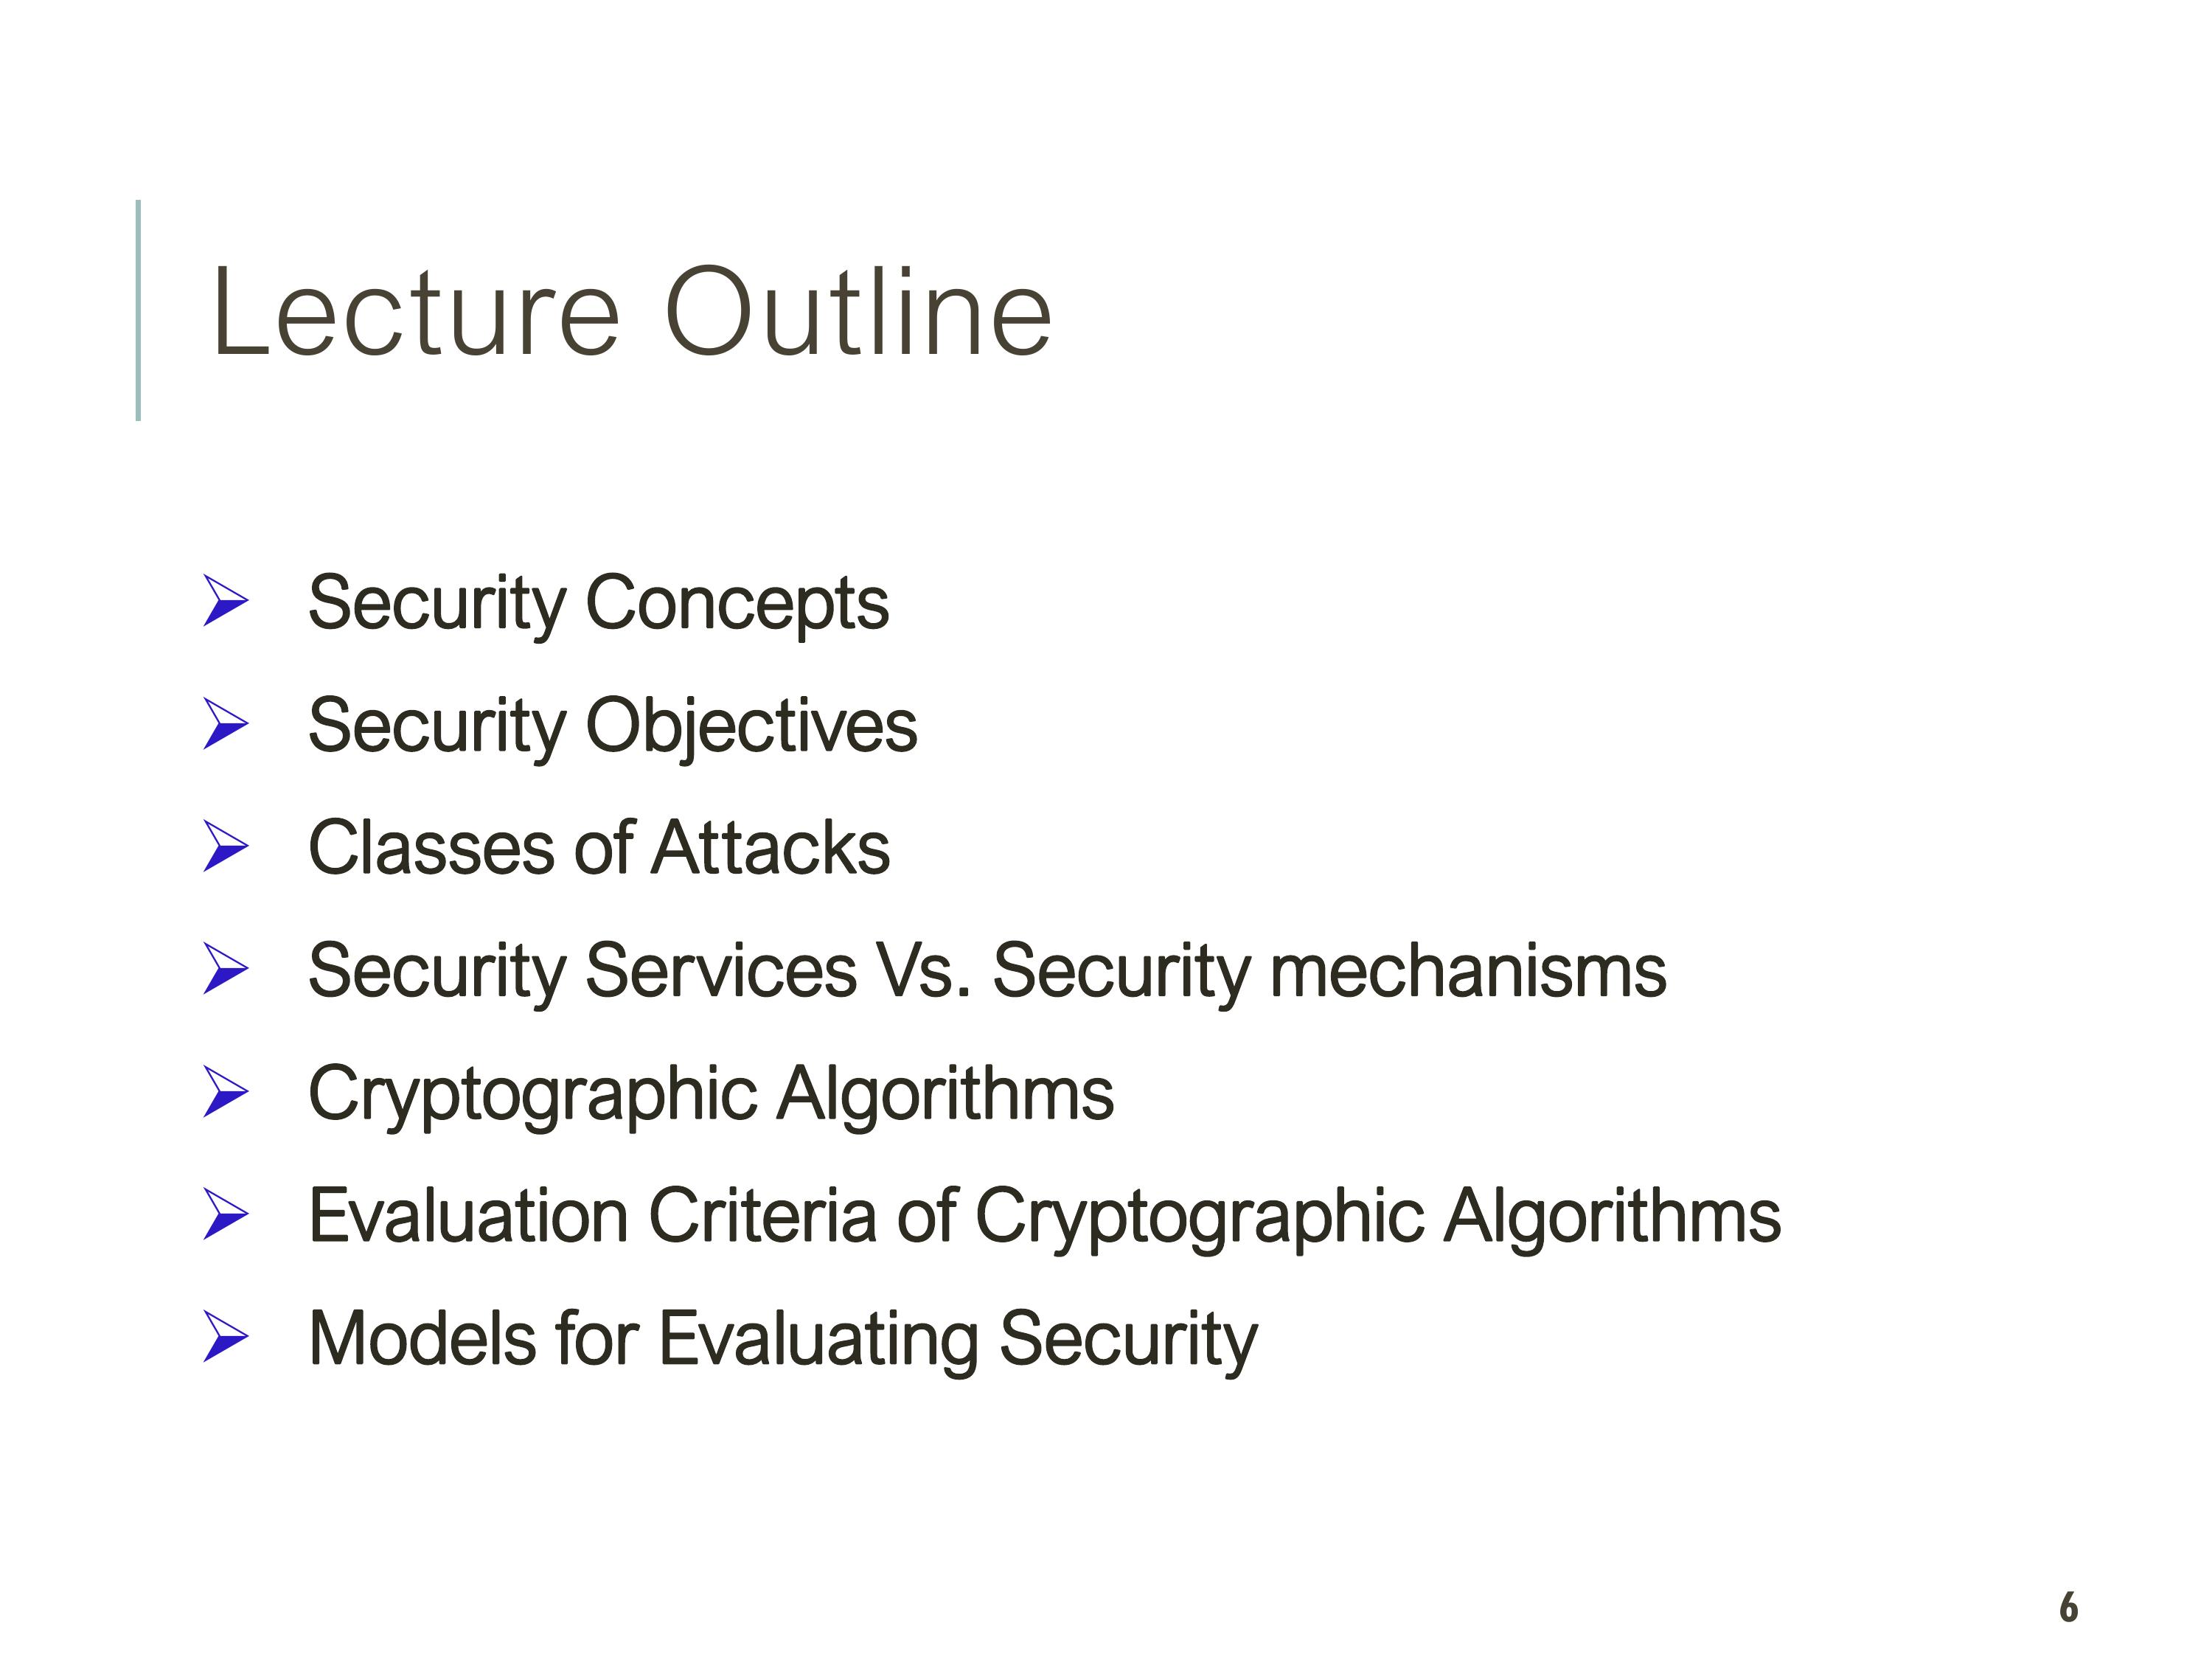 Lecture Outline
Security Concepts
Security Objectives
Classes of Attacks
Security Services Vs. Security mechanisms
Cryptographic Algorithms
Evaluation Criteria of Cryptographic Algorithms
Models for Evaluating Security
6